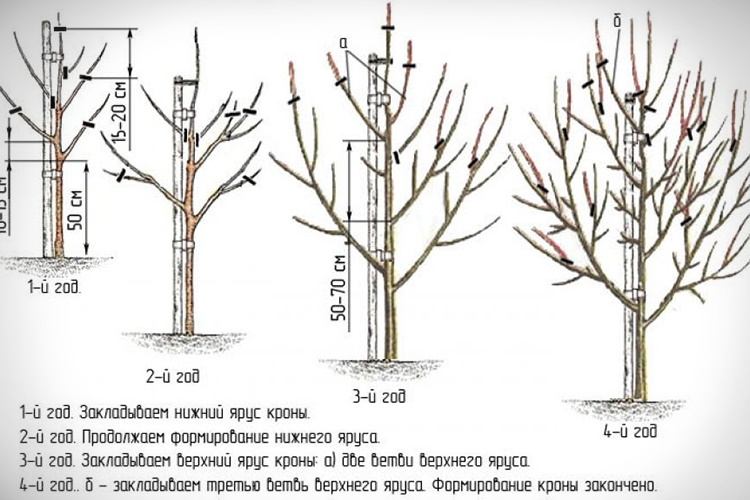 а
б
15-20 см
10-15 см
50 см
50-70 см
1-й год.
2-й год
3-й год
4-й год
1-й год. Закладываем нижний ярус кроны.
2-й год. Продолжаем формирование нижнего яруса.
3-й год. Закладываем верхний ярус кроны: а) две ветви верхнего яруса.
4-й год.. б – закладываем третью ветвь верхнего яруса. Формирование кроны закончено.